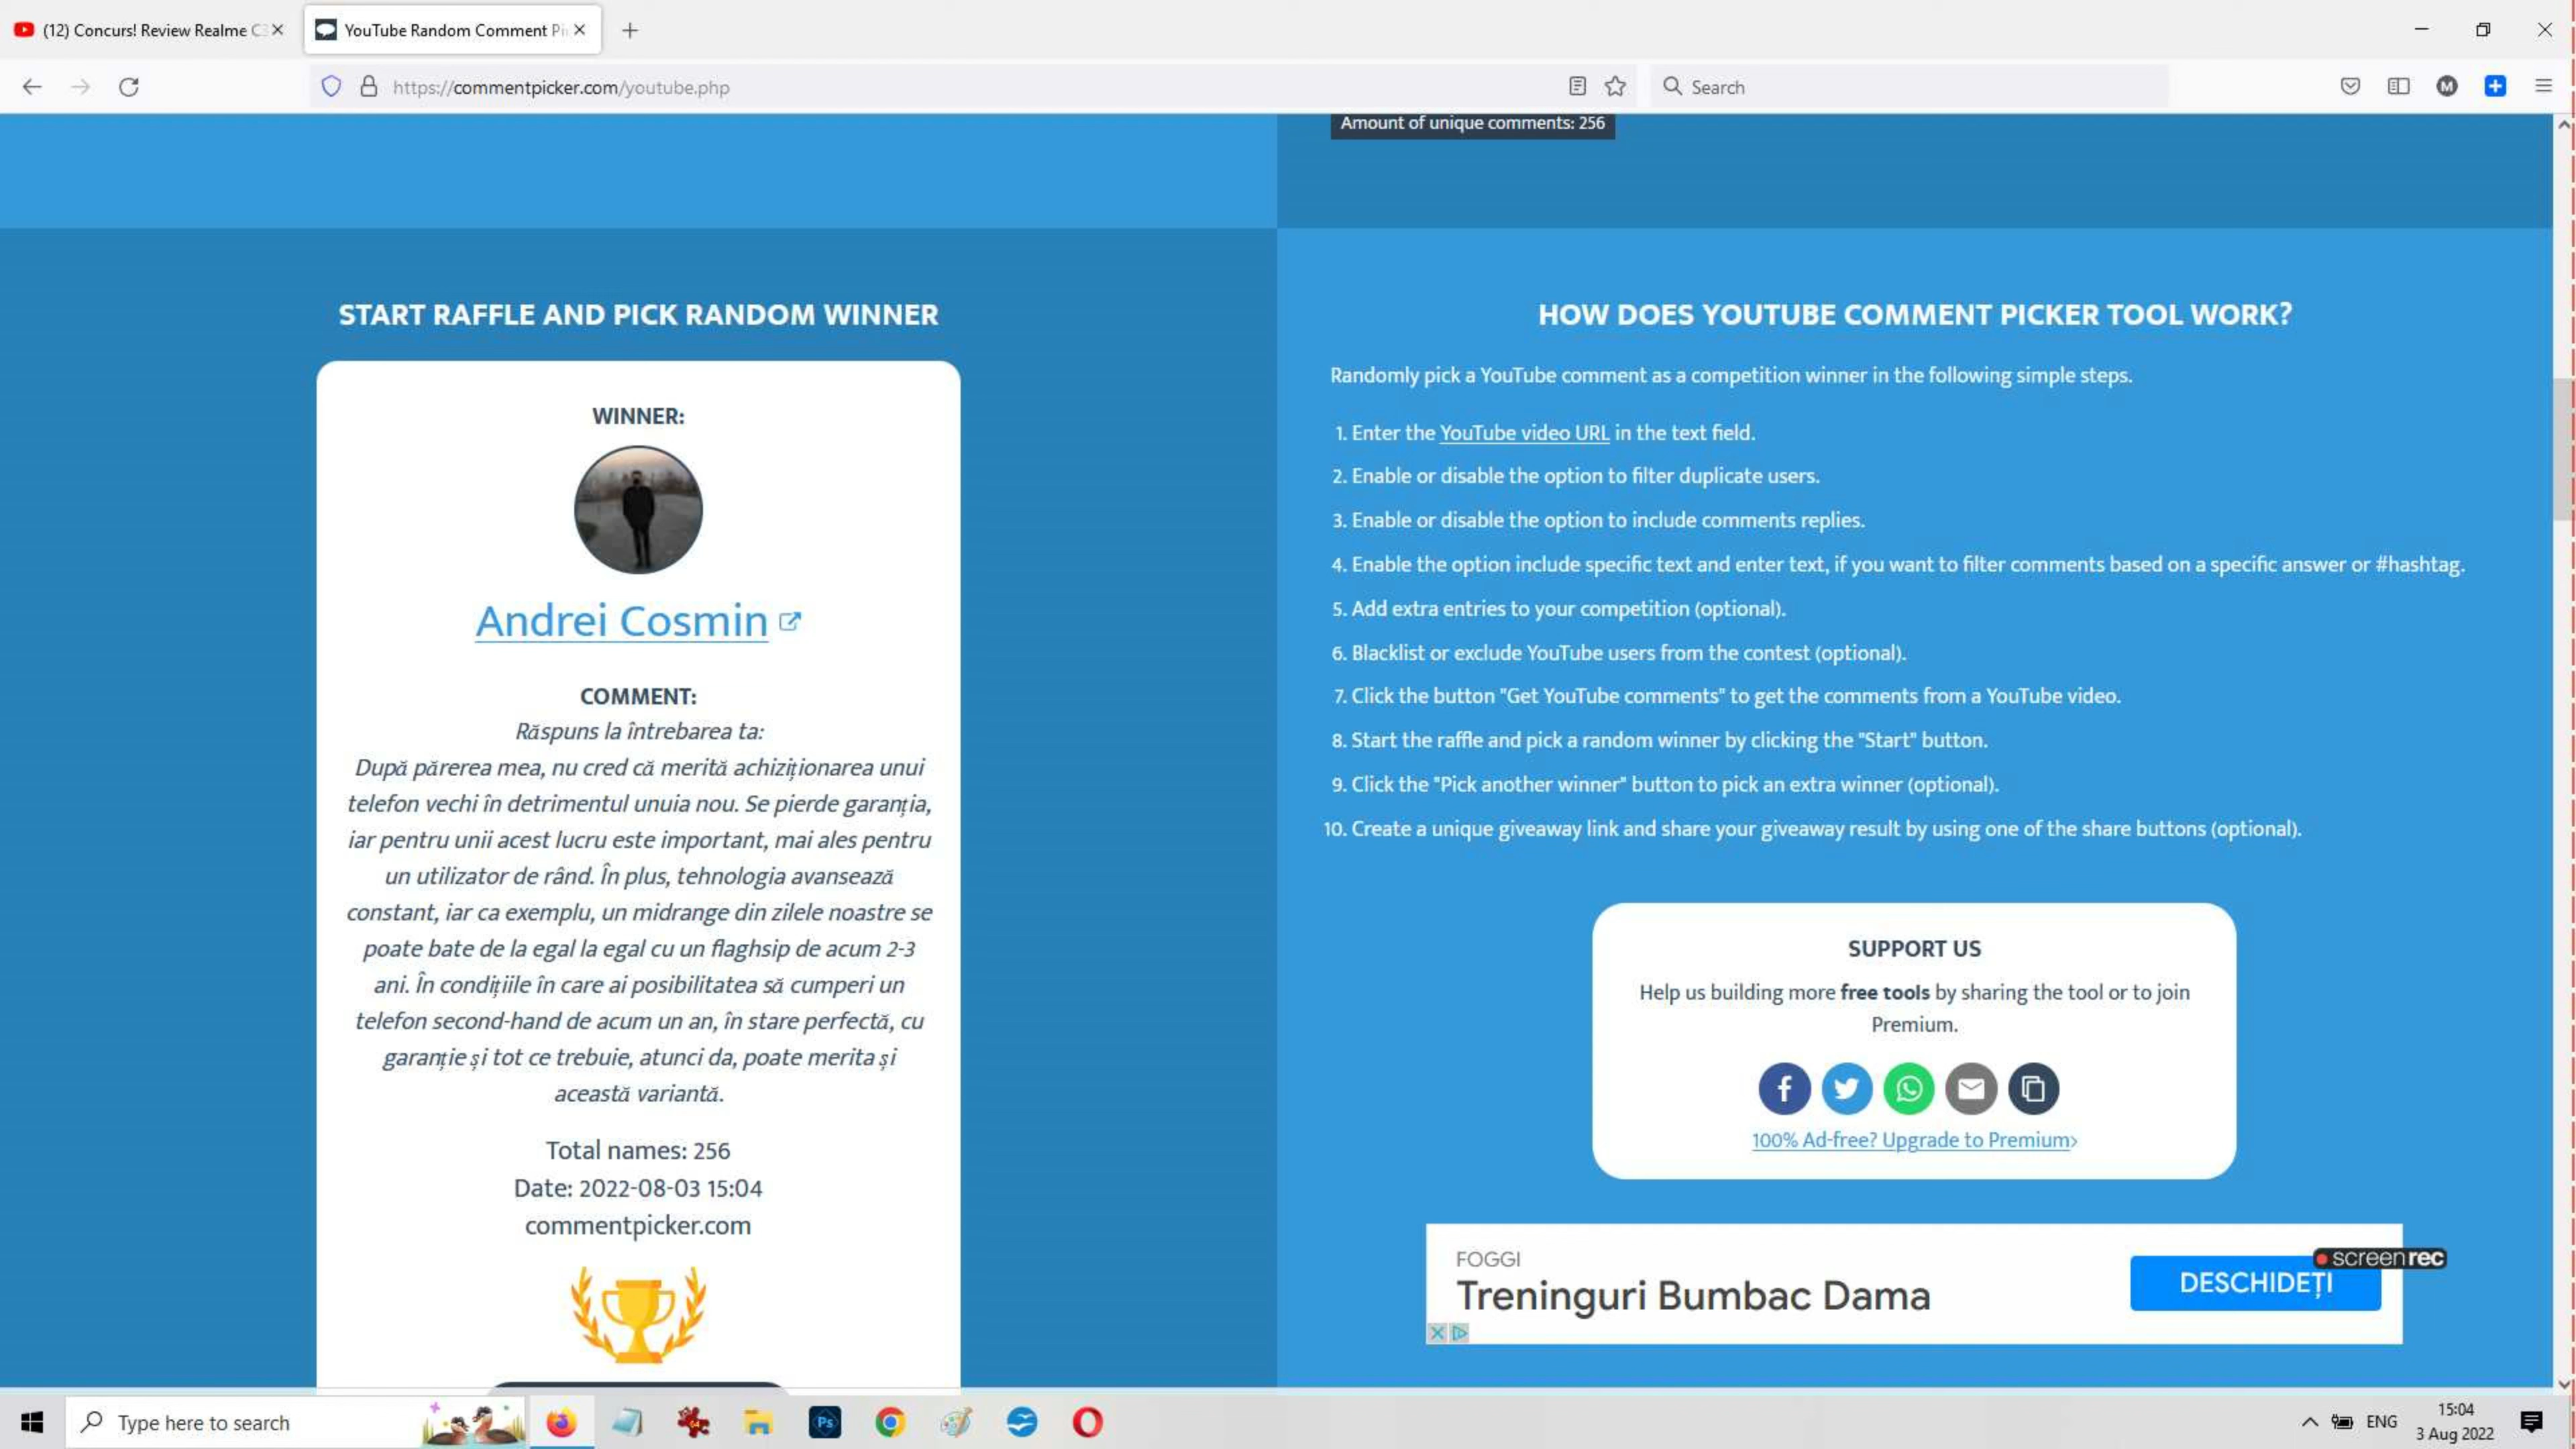 (12) Concurs! Review Realme C3
YouTube Random Comment Pi
https://commentpicker.com/youtube.php
Search
Amount of unique comments: 256
START RAFFLE AND PICK RANDOM WINNER
WINNER:
Andrei Cosmin
COMMENT:
Răspuns la întrebarea ta:
După părerea mea, nu cred că merită achiziționarea unui
telefon vechi în detrimentul unuia nou. Se pierde garanția,
iar pentru unii acest lucru este important, mai ales pentru
un utilizator de rând. În plus, tehnologia avansează
constant, iar ca exemplu, un midrange din zilele noastre se
poate bate de la egal la egal cu un flaghsip de acum 2-3
ani. În condițiile în care ai posibilitatea să cumperi un
telefon second-hand de acum un an, în stare perfectă, cu
garanție și tot ce trebuie, atunci da, poate merita și
această variantă.
Total names: 256
Date: 2022-08-03 15:04
commentpicker.com
HOW DOES YOUTUBE COMMENT PICKER TOOL WORK?
Randomly pick a YouTube comment as a competition winner in the following simple steps.
1. Enter the YouTube video URL in the text field.
2. Enable or disable the option to filter duplicate users.
3. Enable or disable the option to include comments replies.
4. Enable the option include specific text and enter text, if you want to filter comments based on a specific answer or #hashtag.
5. Add extra entries to your competition (optional).
6. Blacklist or exclude YouTube users from the contest (optional).
7. Click the button "Get YouTube comments" to get the comments from a YouTube video.
8. Start the raffle and pick a random winner by clicking the "Start" button.
9. Click the "Pick another winner" button to pick an extra winner (optional).
10. Create a unique giveaway link and share your giveaway result by using one of the share buttons (optional).
SUPPORT US
Help us building more free tools by sharing the tool or to join
Premium.
100% Ad-free? Upgrade to Premium›
FOGGI
Treninguri Bumbac Dama
DESCHIDEȚI
screenrec
Type here to search
Ps
ENG
15:04
3 Aug 2022